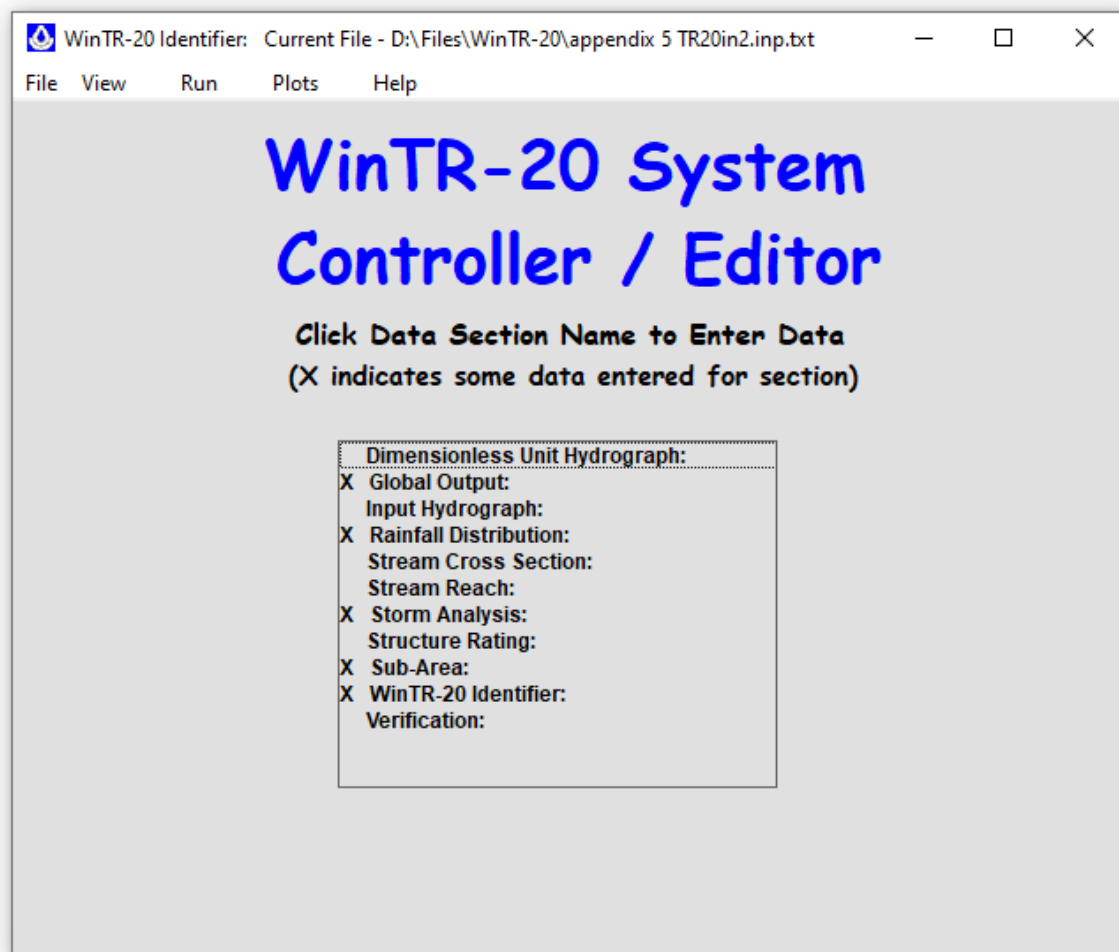 WinTR-20 Identifier: Current File - D:\Files\WinTR-20\appendix 5 TR20in2.inp.txt
File View Run Plots Help
WinTR-20 System
Controller / Editor
Click Data Section Name to Enter Data
(X indicates some data entered for section)
Dimensionless Unit Hydrograph:
X Global Output:
Input Hydrograph:
X Rainfall Distribution:
Stream Cross Section:
Stream Reach:
X Storm Analysis:
Structure Rating:
X Sub-Area:
X WinTR-20 Identifier:
Verification: